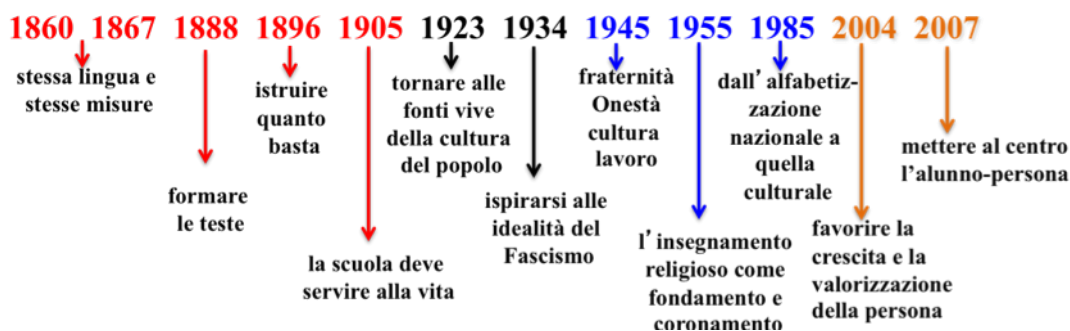 1860 1867 1888 1896 1905 1923 1934 1945 1955 1985 2004 2007
stessa lingua e
stesse misure
formare
le teste
istruire
quanto
basta
la scuola deve
servire alla vita
tornare alle
fonti vive
della cultura
del popolo
ispirarsi alle
idealità del
Fascismo
fraternità
Onestà
cultura
lavoro
l'insegnamento
religioso come
fondamento e
coronamento
dall'alfabetiz-
zazione
nazionale a
quella
culturale
favorire la
crescita e la
valorizzazione
della persona
mettere al centro
l'alunno-persona